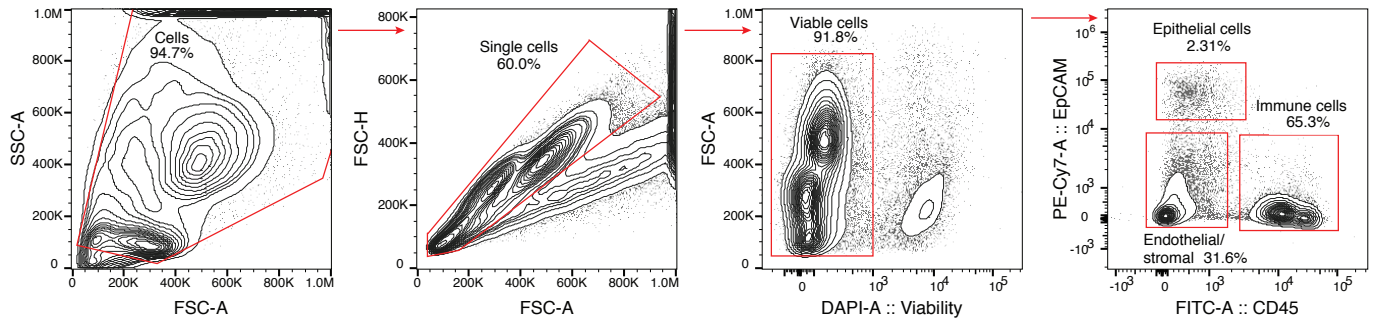 Cells
94.7%
1.0M
800K
600K
400K
200K
0
SSC-A
0
200K
400K
600K
800K
1.0M
FSC-A
Single cells
60.0%
1.0M
800K
600K
400K
200K
0
FSC-H
0
200K
400K
600K
800K
1.0M
FSC-A
Viable cells
91.8%
1.0M
800K
600K
400K
200K
0
FSC-A
0
10³
10⁴
10⁵
DAPI-A :: Viability
Epithelial cells
2.31%
Immune cells
65.3%
Endothelial/
stromal 31.6%
10⁶
10⁵
10⁴
10³
0
-10³
PE-Cy7-A :: EpCAM
-10³
0
10³
10⁴
10⁵
FITC-A :: CD45